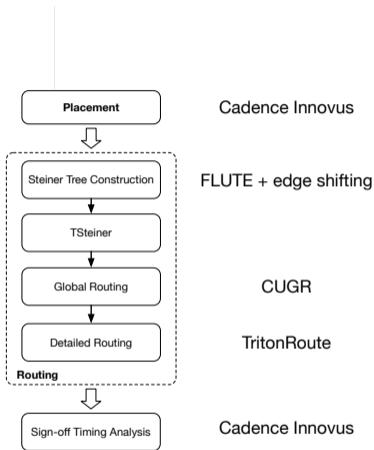 Placement
Cadence Innovus
Steiner Tree Construction
FLUTE + edge shifting
TSteiner
Global Routing
CUGR
Detailed Routing
TritonRoute
Routing
Sign-off Timing Analysis
Cadence Innovus